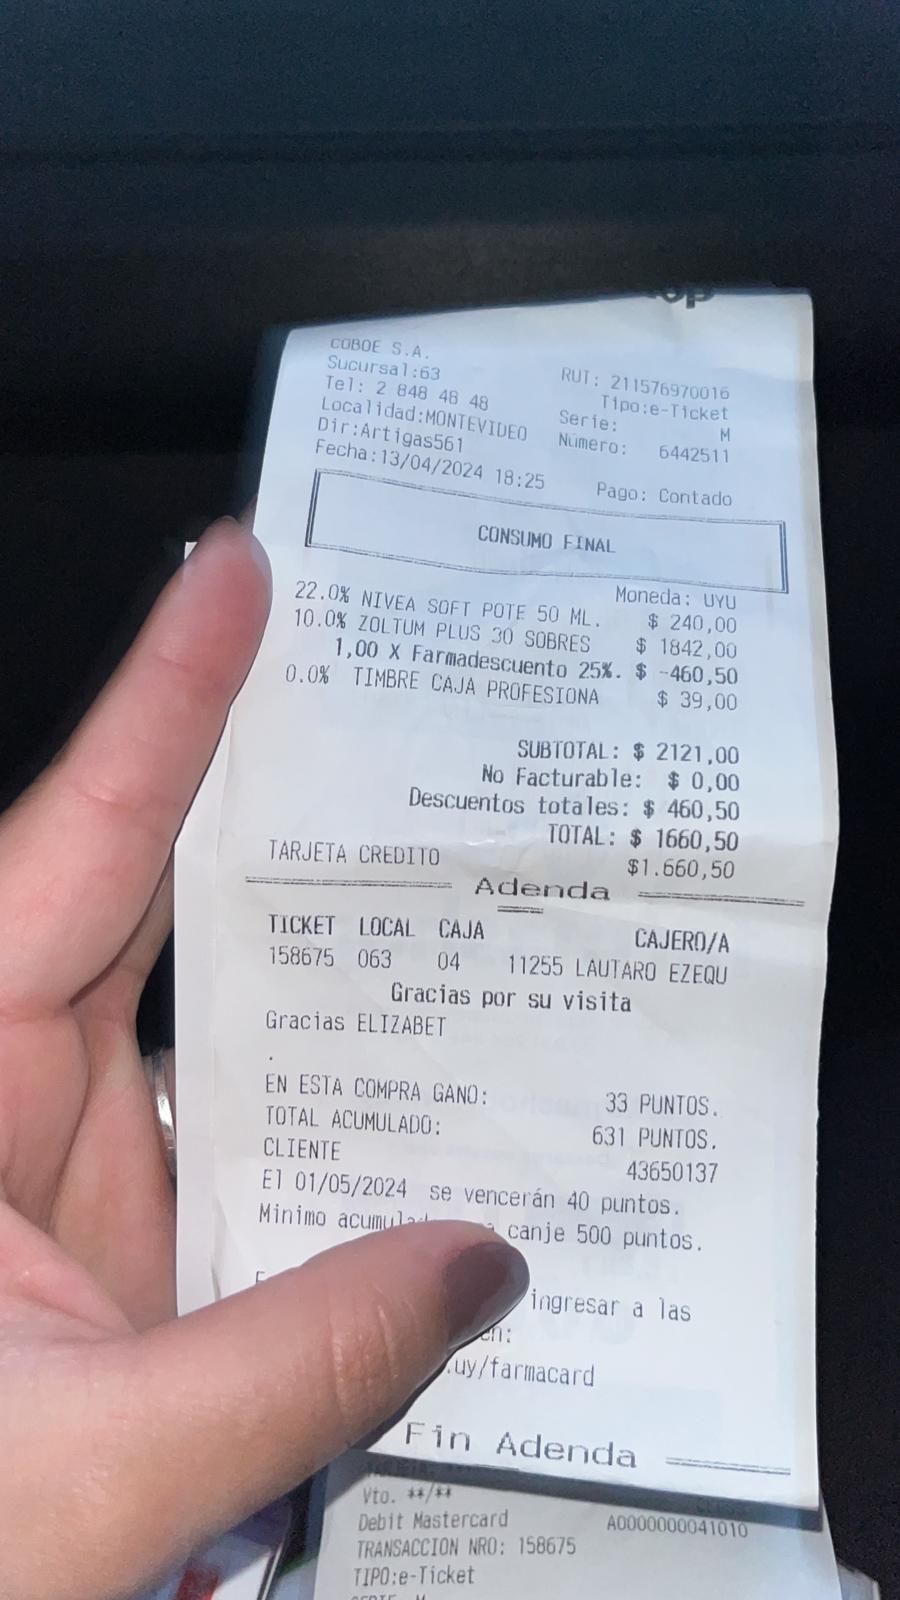 COBOE S.A.
Sucursal:63 RUT: 211576970016
Tel: 2 848 48 48 Tipo:e-Ticket
Localidad:MONTEVIDEO Serie: M
Dir:Artigas561 Número: 6442511
Fecha:13/04/2024 18:25 Pago: Contado
CONSUMO FINAL
Moneda: UYU
22.0% NIVEA SOFT POTE 50 ML. $ 240,00
10.0% ZOLTUM PLUS 30 SOBRES $ 1842,00
1,00 X Farmadescuento 25%. $ -460,50
0.0% TIMBRE CAJA PROFESIONA $ 39,00
SUBTOTAL: $ 2121,00
No Facturable: $ 0,00
Descuentos totales: $ 460,50
TOTAL: $ 1660,50
TARJETA CREDITO $1.660,50
Adenda
TICKET LOCAL CAJA CAJERO/A
158675 063 04 11255 LAUTARO EZEQU
Gracias por su visita
Gracias ELIZABET
.
EN ESTA COMPRA GANO: 33 PUNTOS.
TOTAL ACUMULADO: 631 PUNTOS.
CLIENTE 43650137
El 01/05/2024 se vencerán 40 puntos.
Minimo canje 500 puntos.
ingresar a las
en:
.uy/farmacard
Fin Adenda
Vto. **/**
Debit Mastercard A0000000041010
TRANSACCION NRO: 158675
TIPO:e-Ticket